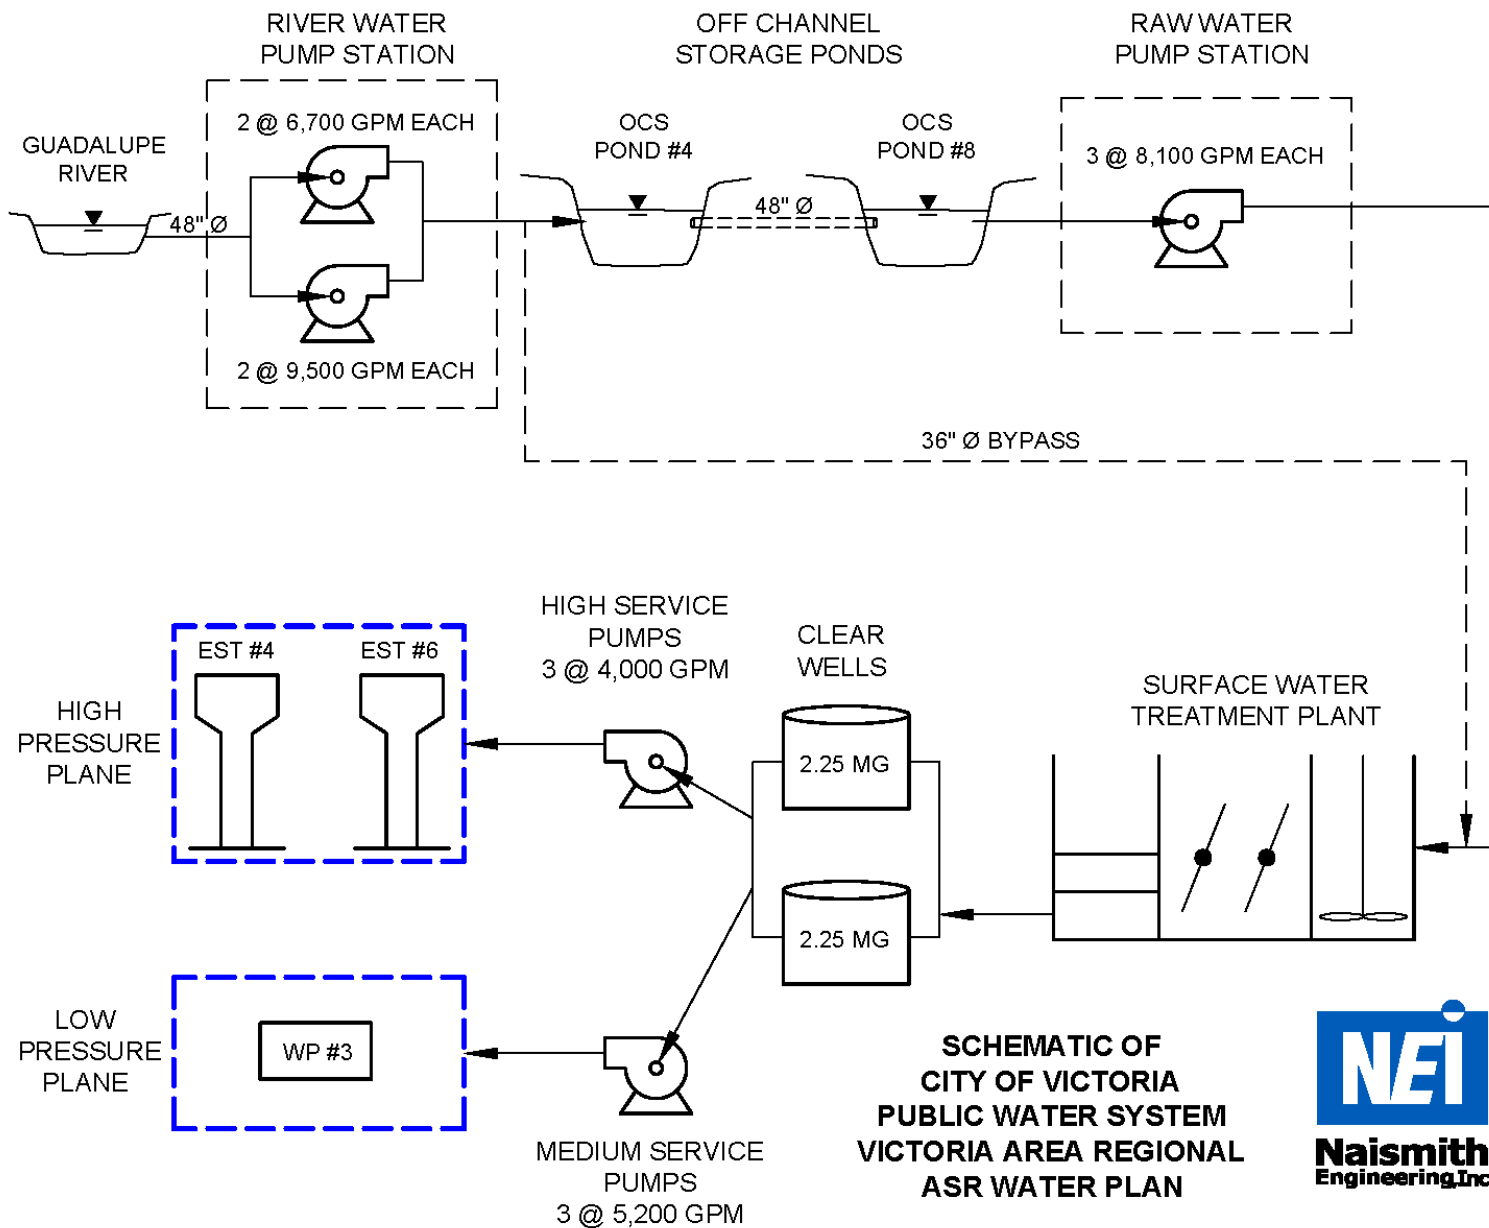 RIVER WATER
PUMP STATION
OFF CHANNEL
STORAGE PONDS
RAW WATER
PUMP STATION
2 @ 6,700 GPM EACH
GUADALUPE
RIVER
48" Ø
2 @ 9,500 GPM EACH
OCS
POND #4
48" Ø
OCS
POND #8
3 @ 8,100 GPM EACH
36" Ø BYPASS
HIGH SERVICE
PUMPS
3 @ 4,000 GPM
CLEAR
WELLS
2.25 MG
2.25 MG
SURFACE WATER
TREATMENT PLANT
EST #4
EST #6
HIGH
PRESSURE
PLANE
LOW
PRESSURE
PLANE
WP #3
MEDIUM SERVICE
PUMPS
3 @ 5,200 GPM
SCHEMATIC OF
CITY OF VICTORIA
PUBLIC WATER SYSTEM
VICTORIA AREA REGIONAL
ASR WATER PLAN
NEi
Naismith
Engineering,Inc